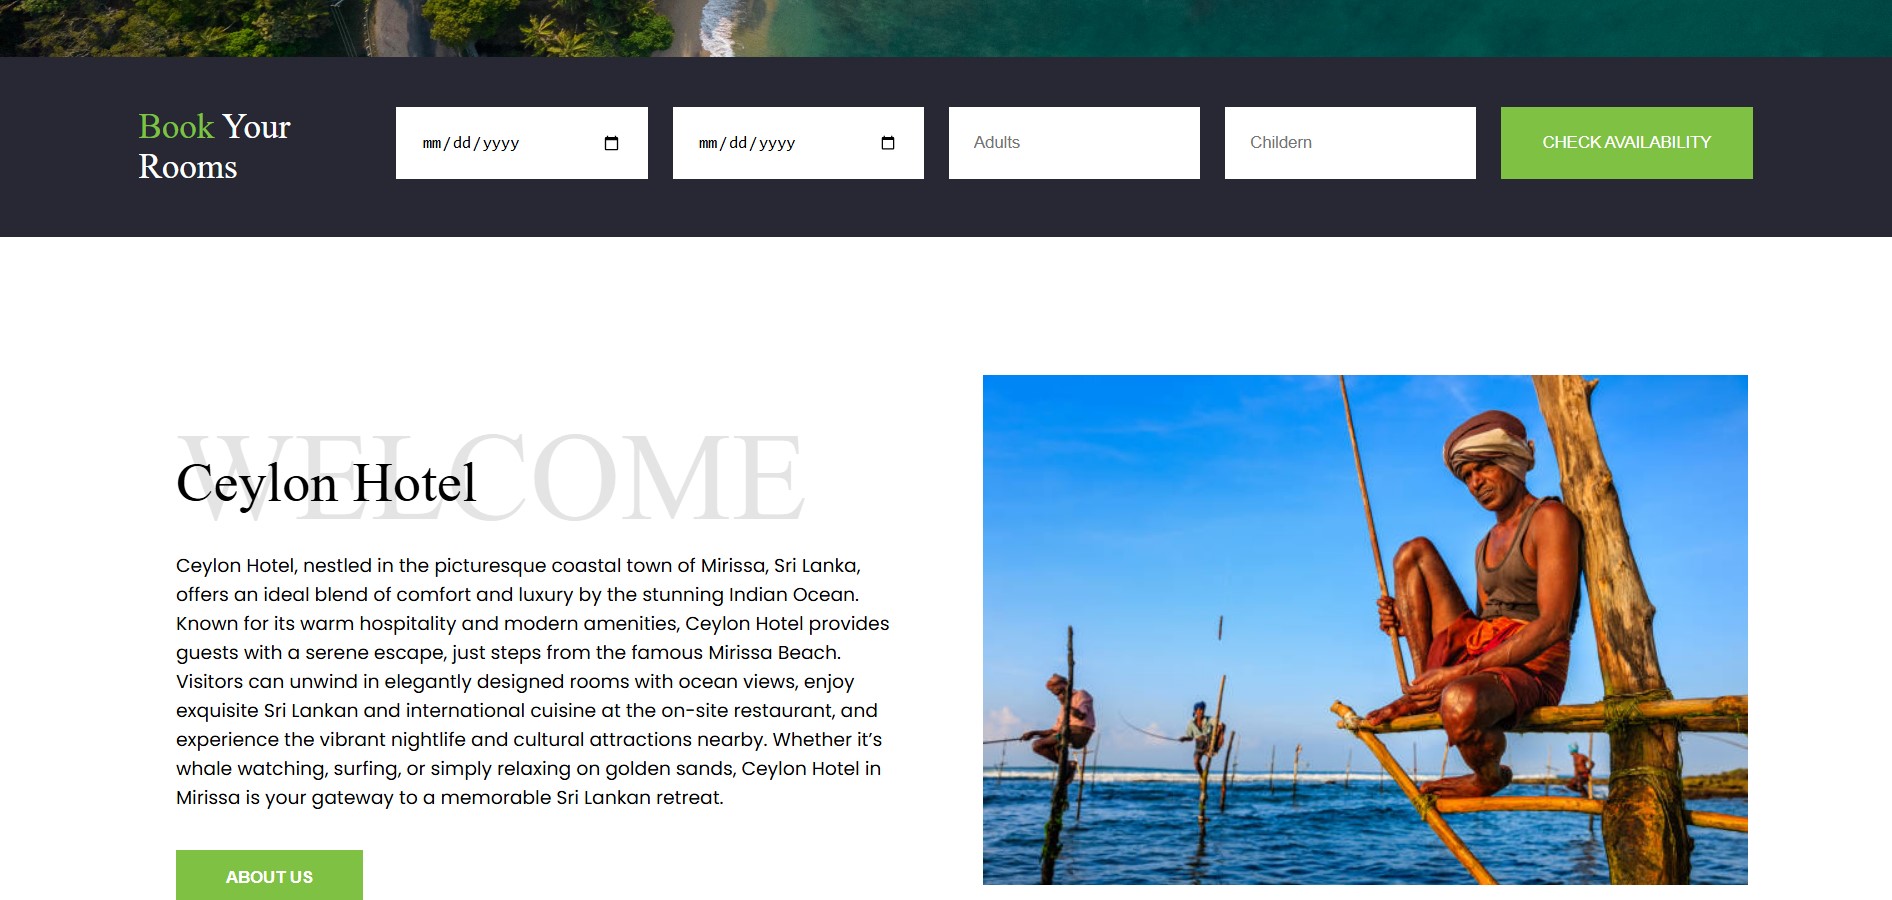 Book Your
Rooms
mm/dd/yyyy
mm/dd/yyyy
Adults
Childern
CHECK AVAILABILITY
WELCOME
Ceylon Hotel
Ceylon Hotel, nestled in the picturesque coastal town of Mirissa, Sri Lanka,
offers an ideal blend of comfort and luxury by the stunning Indian Ocean.
Known for its warm hospitality and modern amenities, Ceylon Hotel provides
guests with a serene escape, just steps from the famous Mirissa Beach.
Visitors can unwind in elegantly designed rooms with ocean views, enjoy
exquisite Sri Lankan and international cuisine at the on-site restaurant, and
experience the vibrant nightlife and cultural attractions nearby. Whether it’s
whale watching, surfing, or simply relaxing on golden sands, Ceylon Hotel in
Mirissa is your gateway to a memorable Sri Lankan retreat.
ABOUT US